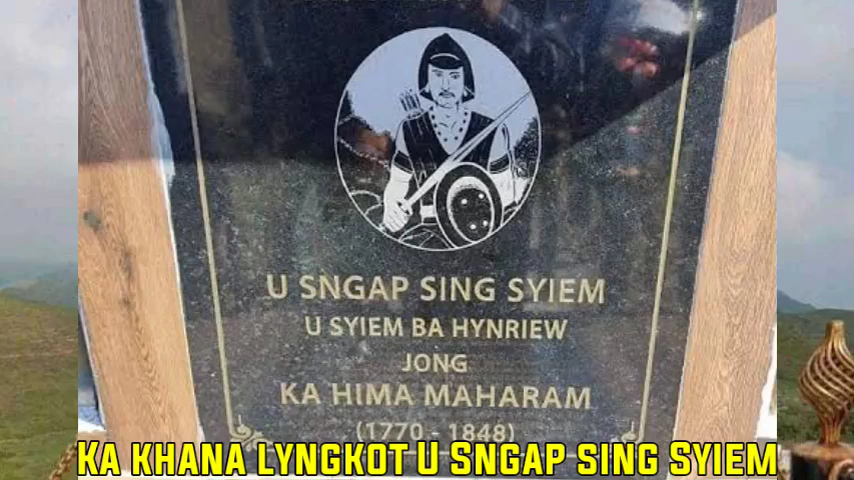 U SNGAP SING SYIEM
U SYIEM BA HYNRIEW
JONG
KA HIMA MAHARAM
(1770 - 1848)
KA KHANA LYNGKOT U SNGAP SING SYIEM